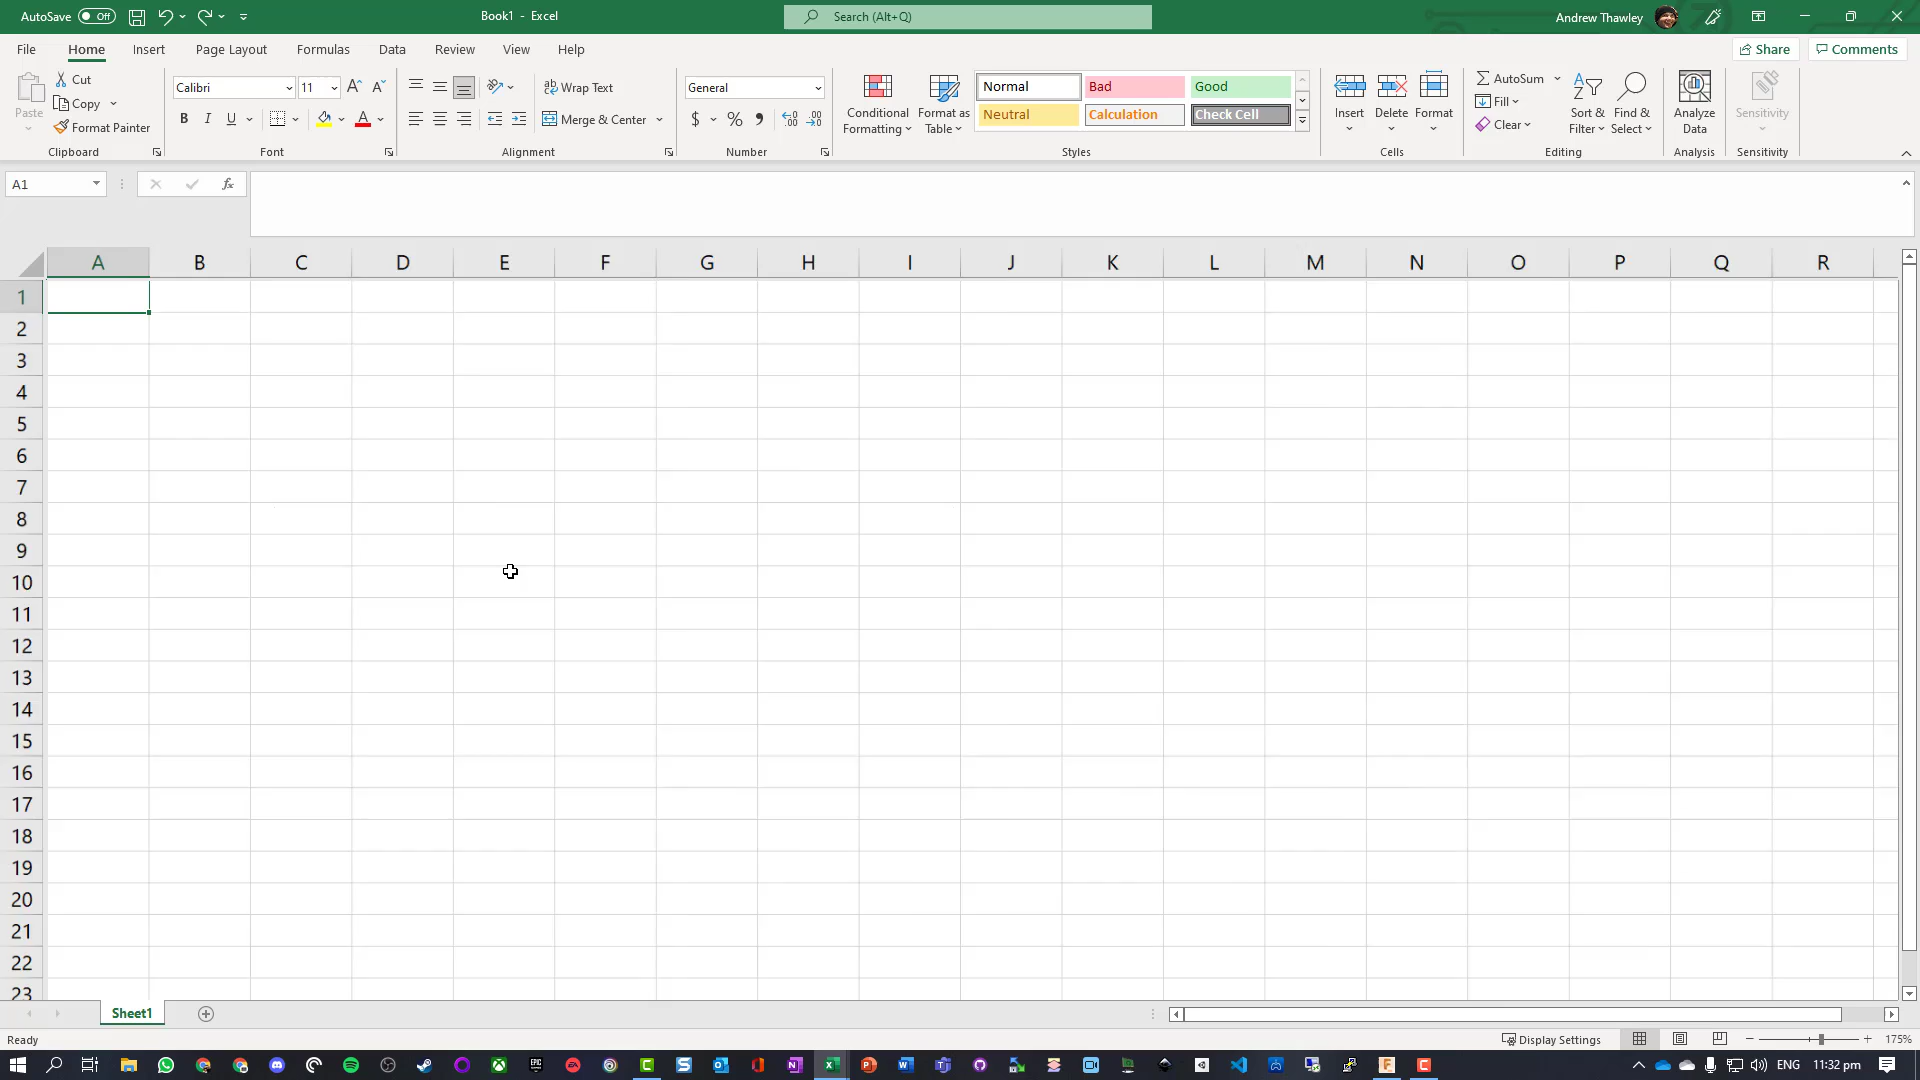 AutoSave Off Book1 - Excel Search (Alt+Q) Andrew Thawley
File Home Insert Page Layout Formulas Data Review View Help Share Comments
Paste Cut Copy Format Painter Clipboard
Calibri 11 A A B I U A Font
Wrap Text Merge & Center Alignment
General $ % Number
Conditional Formatting Format as Table Normal Bad Good Neutral Calculation Check Cell Styles
Insert Delete Format Cells
AutoSum Fill Clear Sort & Filter Find & Select Editing
Analyze Data Analysis
Sensitivity Sensitivity
A1 fx
A B C D E F G H I J K L M N O P Q R
1
2
3
4
5
6
7
8
9
10
11
12
13
14
15
16
17
18
19
20
21
22
23
Sheet1
Ready Display Settings 175%
ENG 11:32 pm